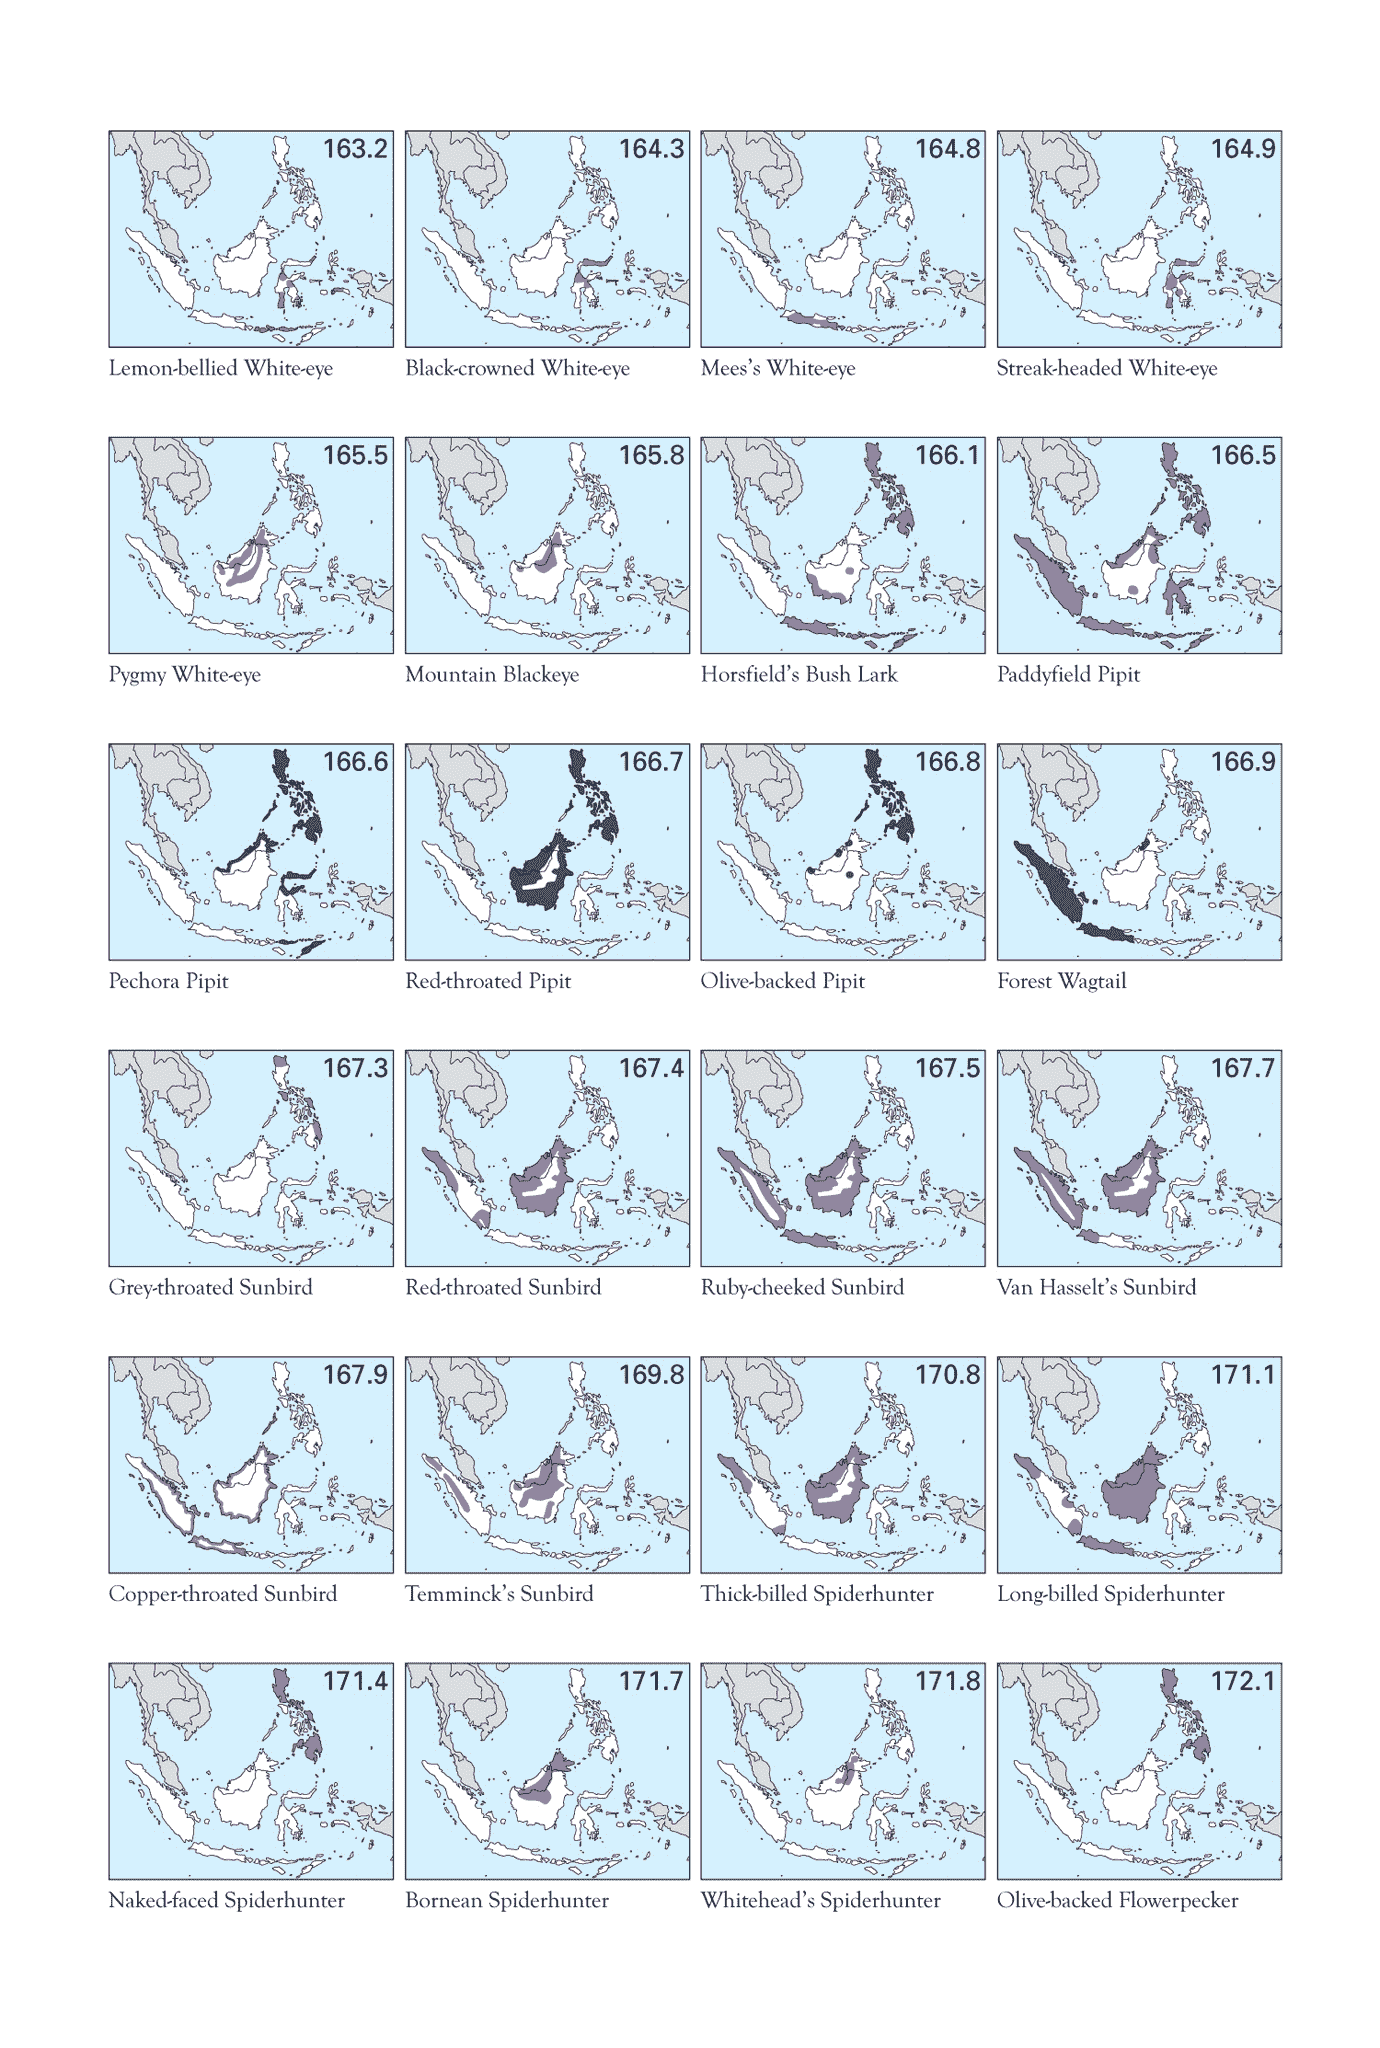 163.2
164.3
164.8
164.9
Lemon-bellied White-eye
Black-crowned White-eye
Mees's White-eye
Streak-headed White-eye
165.5
165.8
166.1
166.5
Pygmy White-eye
Mountain Blackeye
Horsfield's Bush Lark
Paddyfield Pipit
166.6
166.7
166.8
166.9
Pechora Pipit
Red-throated Pipit
Olive-backed Pipit
Forest Wagtail
167.3
167.4
167.5
167.7
Grey-throated Sunbird
Red-throated Sunbird
Ruby-cheeked Sunbird
Van Hasselt's Sunbird
167.9
169.8
170.8
171.1
Copper-throated Sunbird
Temminck's Sunbird
Thick-billed Spiderhunter
Long-billed Spiderhunter
171.4
171.7
171.8
172.1
Naked-faced Spiderhunter
Bornean Spiderhunter
Whitehead's Spiderhunter
Olive-backed Flowerpecker